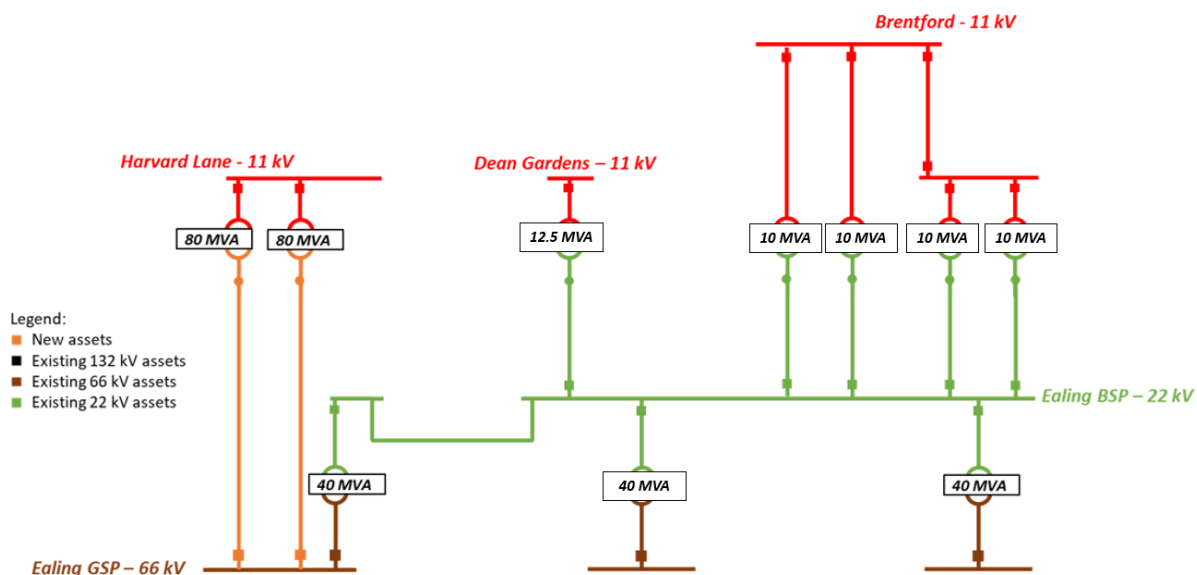 Brentford - 11 kV
Harvard Lane - 11 kV
Dean Gardens – 11 kV
80 MVA
80 MVA
12.5 MVA
10 MVA
10 MVA
10 MVA
10 MVA
Legend:
New assets
Existing 132 kV assets
Existing 66 kV assets
Existing 22 kV assets
Ealing BSP – 22 kV
40 MVA
40 MVA
40 MVA
Ealing GSP – 66 kV